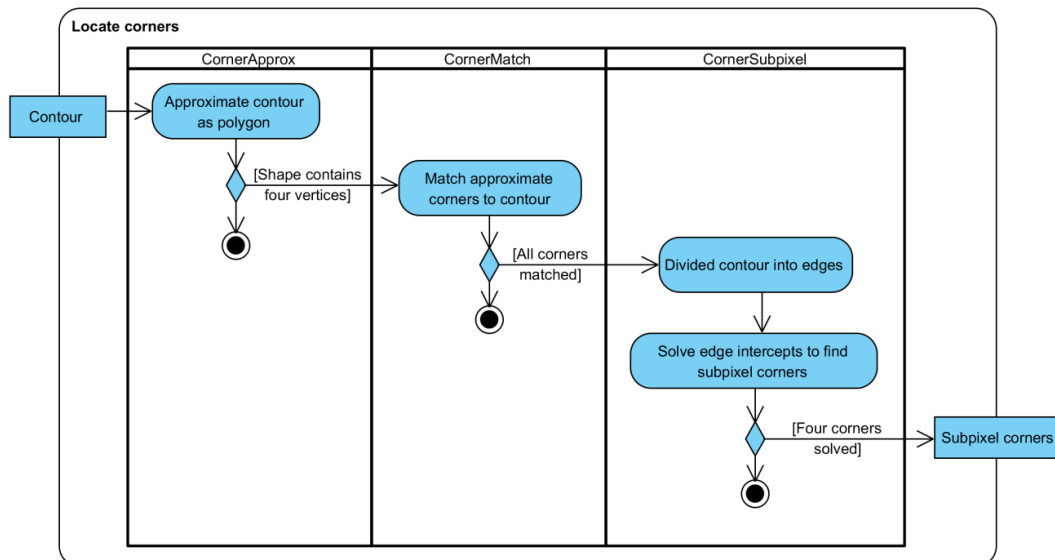 Locate corners
CornerApprox
CornerMatch
CornerSubpixel
Contour
Approximate contour
as polygon
[Shape contains
four vertices]
Match approximate
corners to contour
[All corners
matched]
Divided contour into edges
Solve edge intercepts to find
subpixel corners
[Four corners
solved]
Subpixel corners